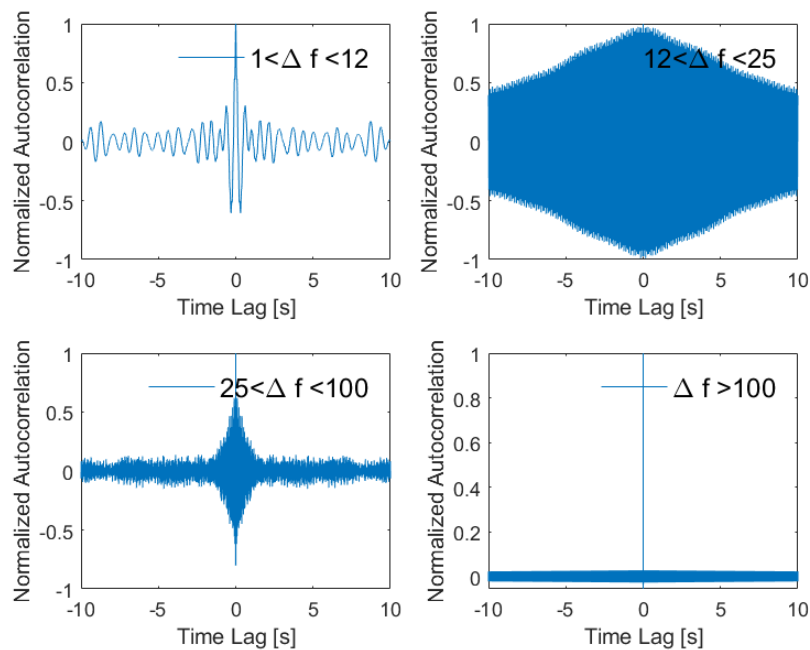 Normalized Autocorrelation
1
0.5
0
-0.5
-1
1<Δ f <12
-10 -5 0 5 10
Time Lag [s]
Normalized Autocorrelation
1
0.5
0
-0.5
-1
12<Δ f <25
-10 -5 0 5 10
Time Lag [s]
Normalized Autocorrelation
1
0.5
0
-0.5
-1
25<Δ f <100
-10 -5 0 5 10
Time Lag [s]
Normalized Autocorrelation
1
0.8
0.6
0.4
0.2
0
Δ f >100
-10 -5 0 5 10
Time Lag [s]